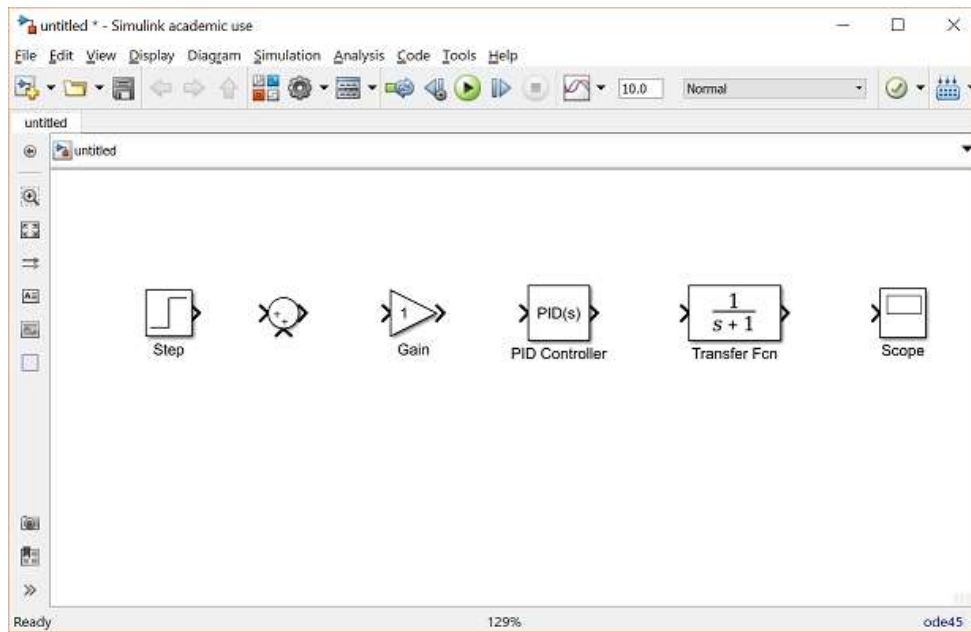 untitled * - Simulink academic use
File Edit View Display Diagram Simulation Analysis Code Tools Help
10.0 Normal
untitled
untitled
1 PID(s) 1
s + 1
Step Gain PID Controller Transfer Fcn Scope
Ready 129% ode45